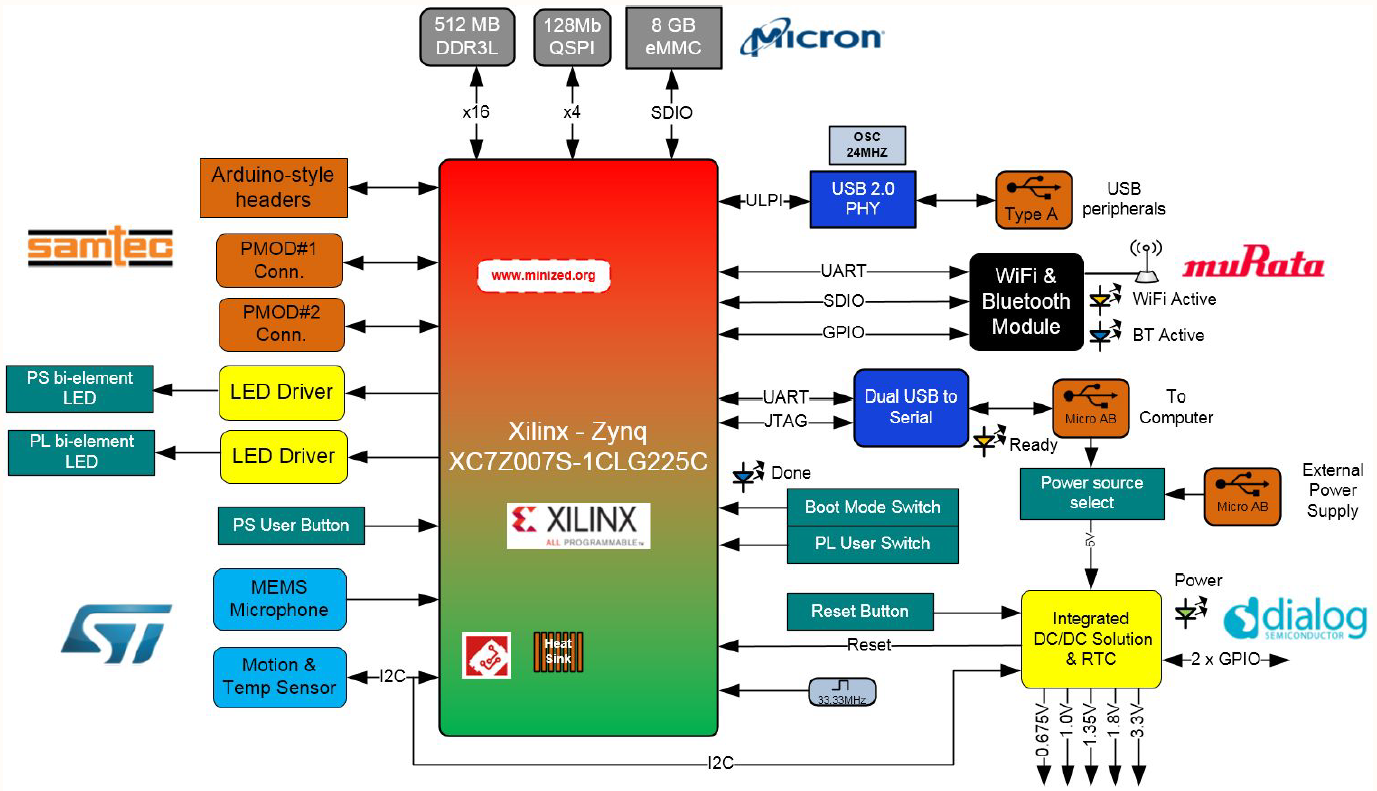 512 MB
DDR3L
128Mb
QSPI
8 GB
eMMC
Micron
x16
x4
SDIO
OSC
24MHZ
Arduino-style
headers
ULPI
USB 2.0
PHY
Type A
USB
peripherals
samtec
PMOD#1
Conn.
www.minized.org
UART
SDIO
GPIO
WiFi &
Bluetooth
Module
muRata
WiFi Active
BT Active
PMOD#2
Conn.
PS bi-element
LED
LED Driver
PL bi-element
LED
LED Driver
Xilinx - Zynq
XC7Z007S-1CLG225C
XILINX
ALL PROGRAMMABLE™
UART
JTAG
Dual USB to
Serial
Ready
Micro AB
To
Computer
Done
Boot Mode Switch
PL User Switch
Power source
select
Micro AB
External
Power
Supply
5V
PS User Button
MEMS
Microphone
ST
Motion &
Temp Sensor
I2C
Heat
Sink
Reset Button
Reset
33.33MHz
Integrated
DC/DC Solution
& RTC
Power
dialog
SEMICONDUCTOR
2 x GPIO
0.675V
1.0V
1.35V
1.8V
3.3V
I2C